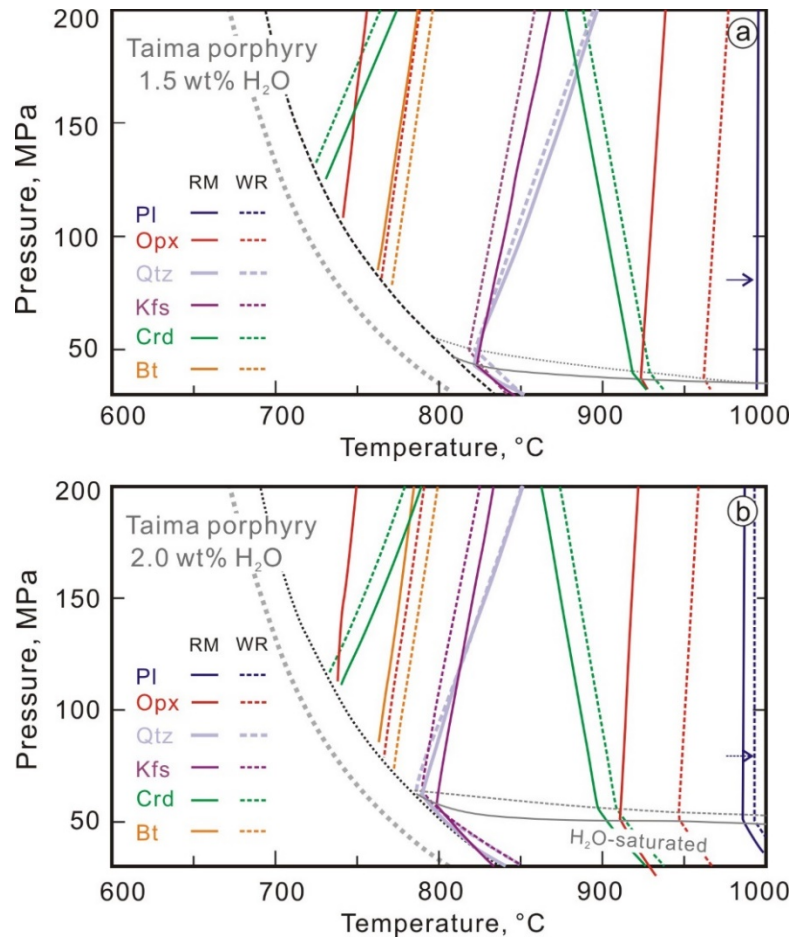 200
150
100
50
Pressure, MPa
Taima porphyry
1.5 wt% H₂O
a
RM WR
Pl
Opx
Qtz
Kfs
Crd
Bt
600 700 800 900 1000
Temperature, °C
200
150
100
50
Pressure, MPa
Taima porphyry
2.0 wt% H₂O
b
RM WR
Pl
Opx
Qtz
Kfs
Crd
Bt
H₂O-saturated
600 700 800 900 1000
Temperature, °C